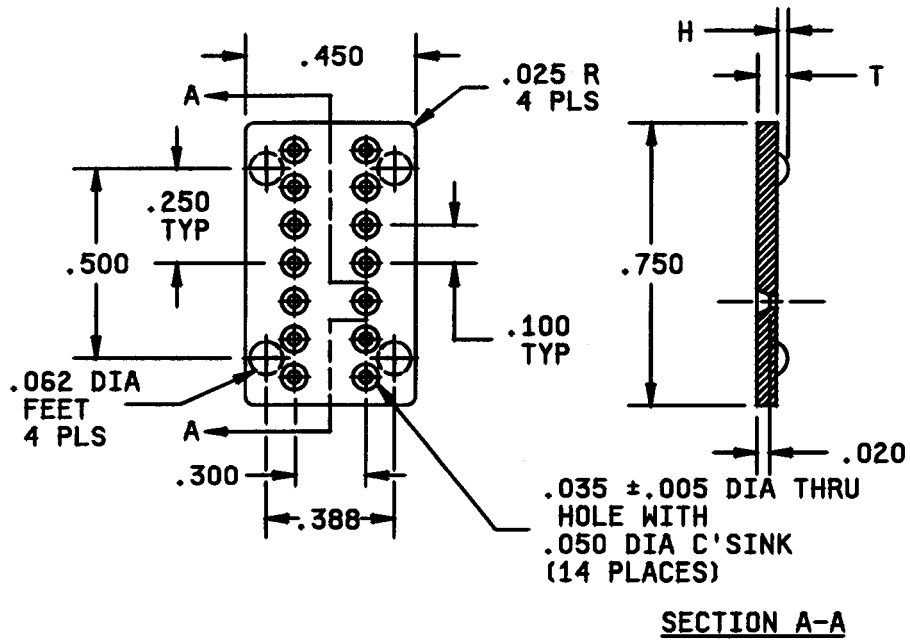 H
.450
.025 R
4 PLS
T
A
.250
TYP
.500
.750
.100
TYP
.062 DIA
FEET
4 PLS
A
.300
.388
.020
.035 ±.005 DIA THRU
HOLE WITH
.050 DIA C'SINK
(14 PLACES)
SECTION A-A